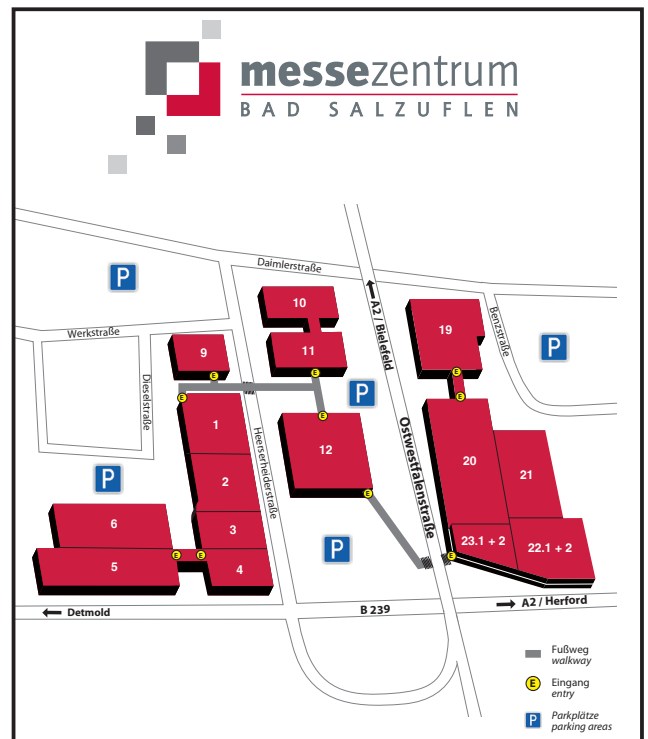 messezentrum
BAD SALZUFLEN
Daimlerstraße
P
10
A2 / Bielefeld
19
Benzstraße
P
Werkstraße
9
E
11
E
E
Dieselstraße
E
P
E
1
Heerserheiderstraße
12
E
Ostwestfalenstraße
20
21
2
P
E
6
3
P
23.1 + 2
22.1 + 2
5
E
E
4
E
Detmold
B 239
A2 / Herford
Fußweg
walkway
E
Eingang
entry
P
Parkplätze
parking areas